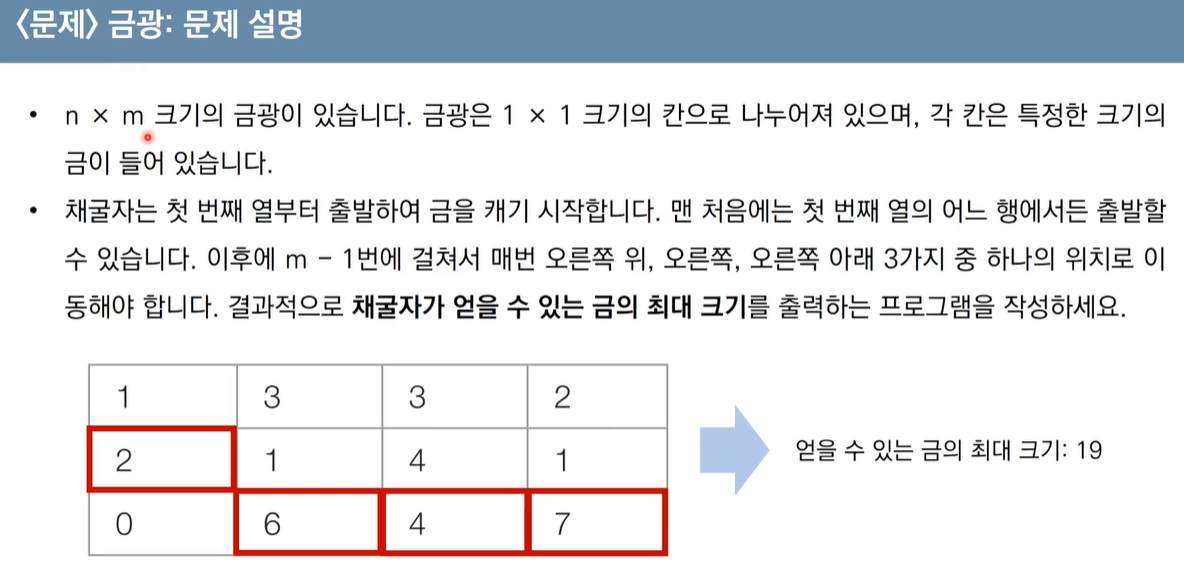 〈문제〉 금광: 문제 설명
• n × m 크기의 금광이 있습니다. 금광은 1 × 1 크기의 칸으로 나누어져 있으며, 각 칸은 특정한 크기의
금이 들어 있습니다.
• 채굴자는 첫 번째 열부터 출발하여 금을 캐기 시작합니다. 맨 처음에는 첫 번째 열의 어느 행에서든 출발할
수 있습니다. 이후에 m - 1번에 걸쳐서 매번 오른쪽 위, 오른쪽, 오른쪽 아래 3가지 중 하나의 위치로 이
동해야 합니다. 결과적으로 채굴자가 얻을 수 있는 금의 최대 크기를 출력하는 프로그램을 작성하세요.
1 3 3 2
2 1 4 1
0 6 4 7
얻을 수 있는 금의 최대 크기: 19